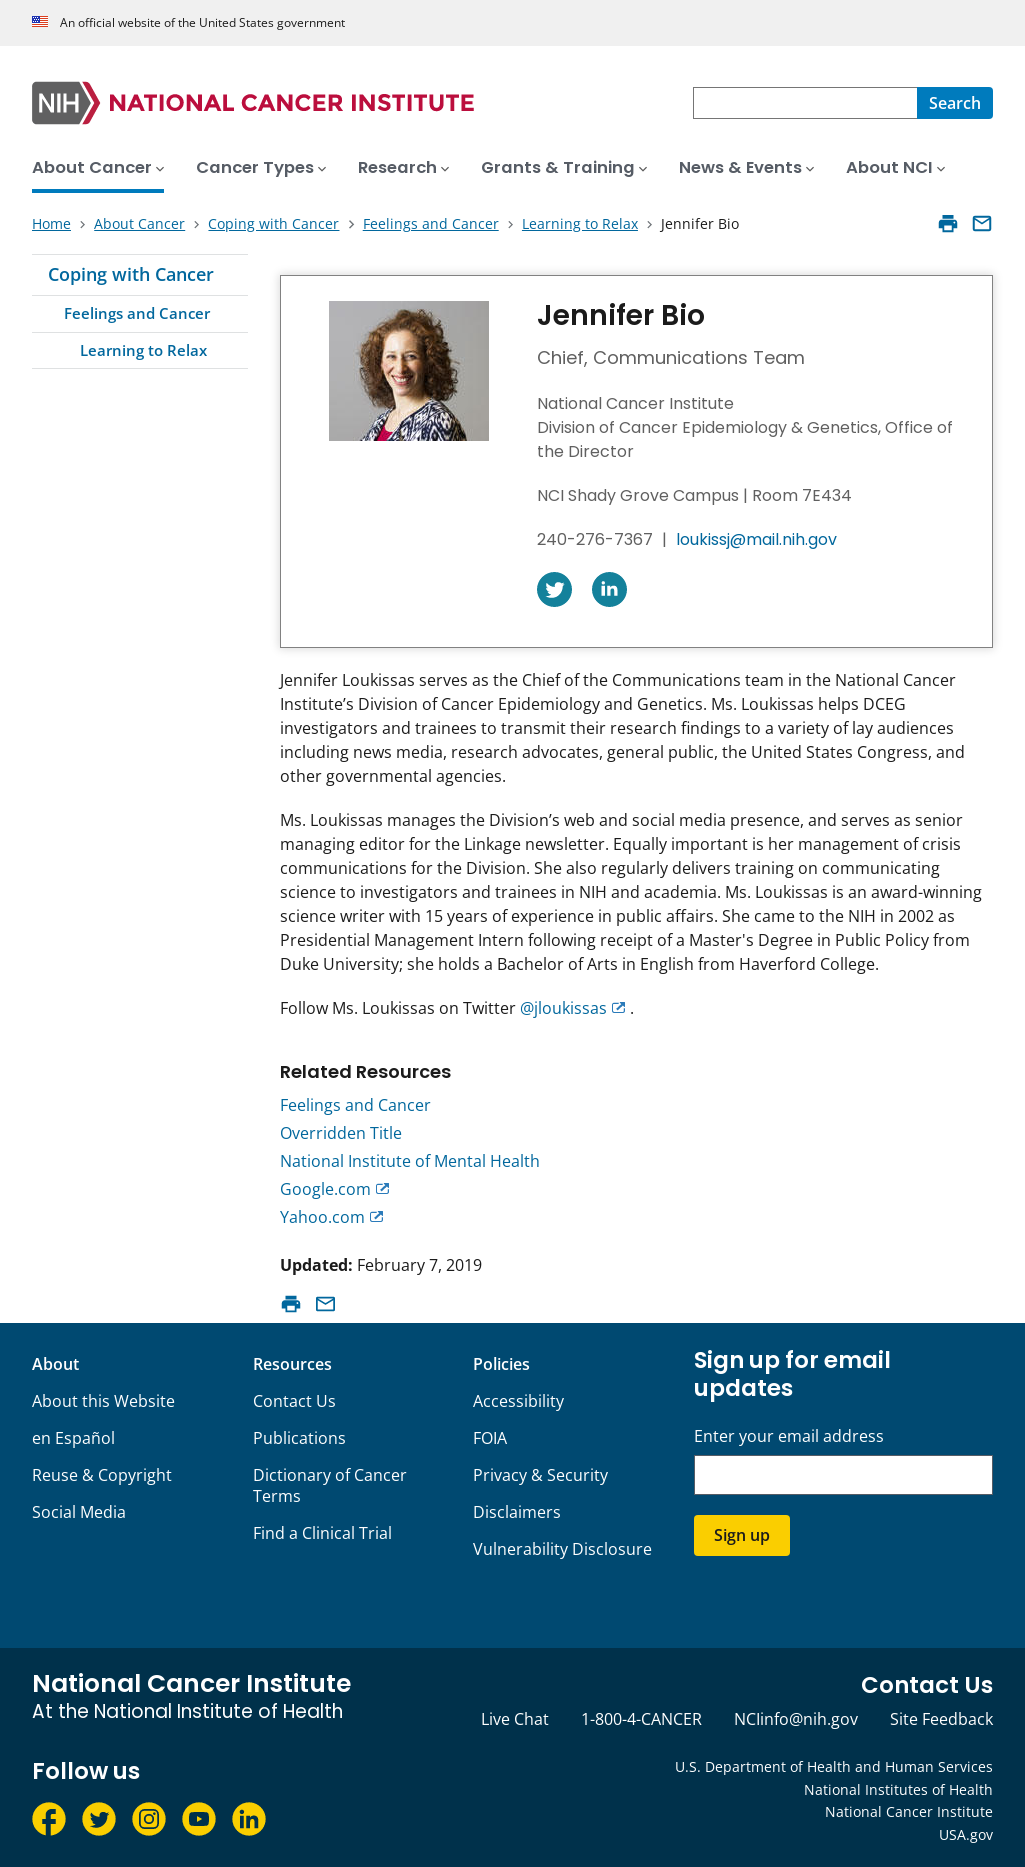 An official website of the United States government
NIH NATIONAL CANCER INSTITUTE
Search
About Cancer Cancer Types Research Grants & Training News & Events About NCI
Home About Cancer Coping with Cancer Feelings and Cancer Learning to Relax Jennifer Bio
Coping with Cancer
Feelings and Cancer
Learning to Relax
Jennifer Bio
Chief, Communications Team
National Cancer Institute
Division of Cancer Epidemiology & Genetics, Office of
the Director
NCI Shady Grove Campus | Room 7E434
240-276-7367 | loukissj@mail.nih.gov
in
Jennifer Loukissas serves as the Chief of the Communications team in the National Cancer
Institute’s Division of Cancer Epidemiology and Genetics. Ms. Loukissas helps DCEG
investigators and trainees to transmit their research findings to a variety of lay audiences
including news media, research advocates, general public, the United States Congress, and
other governmental agencies.
Ms. Loukissas manages the Division’s web and social media presence, and serves as senior
managing editor for the Linkage newsletter. Equally important is her management of crisis
communications for the Division. She also regularly delivers training on communicating
science to investigators and trainees in NIH and academia. Ms. Loukissas is an award-winning
science writer with 15 years of experience in public affairs. She came to the NIH in 2002 as
Presidential Management Intern following receipt of a Master's Degree in Public Policy from
Duke University; she holds a Bachelor of Arts in English from Haverford College.
Follow Ms. Loukissas on Twitter @jloukissas .
Related Resources
Feelings and Cancer
Overridden Title
National Institute of Mental Health
Google.com
Yahoo.com
Updated: February 7, 2019
About
About this Website
en Español
Reuse & Copyright
Social Media
Resources
Contact Us
Publications
Dictionary of Cancer
Terms
Find a Clinical Trial
Policies
Accessibility
FOIA
Privacy & Security
Disclaimers
Vulnerability Disclosure
Sign up for email
updates
Enter your email address
Sign up
National Cancer Institute
At the National Institute of Health
Contact Us
Live Chat 1-800-4-CANCER NCIinfo@nih.gov Site Feedback
Follow us
in
U.S. Department of Health and Human Services
National Institutes of Health
National Cancer Institute
USA.gov